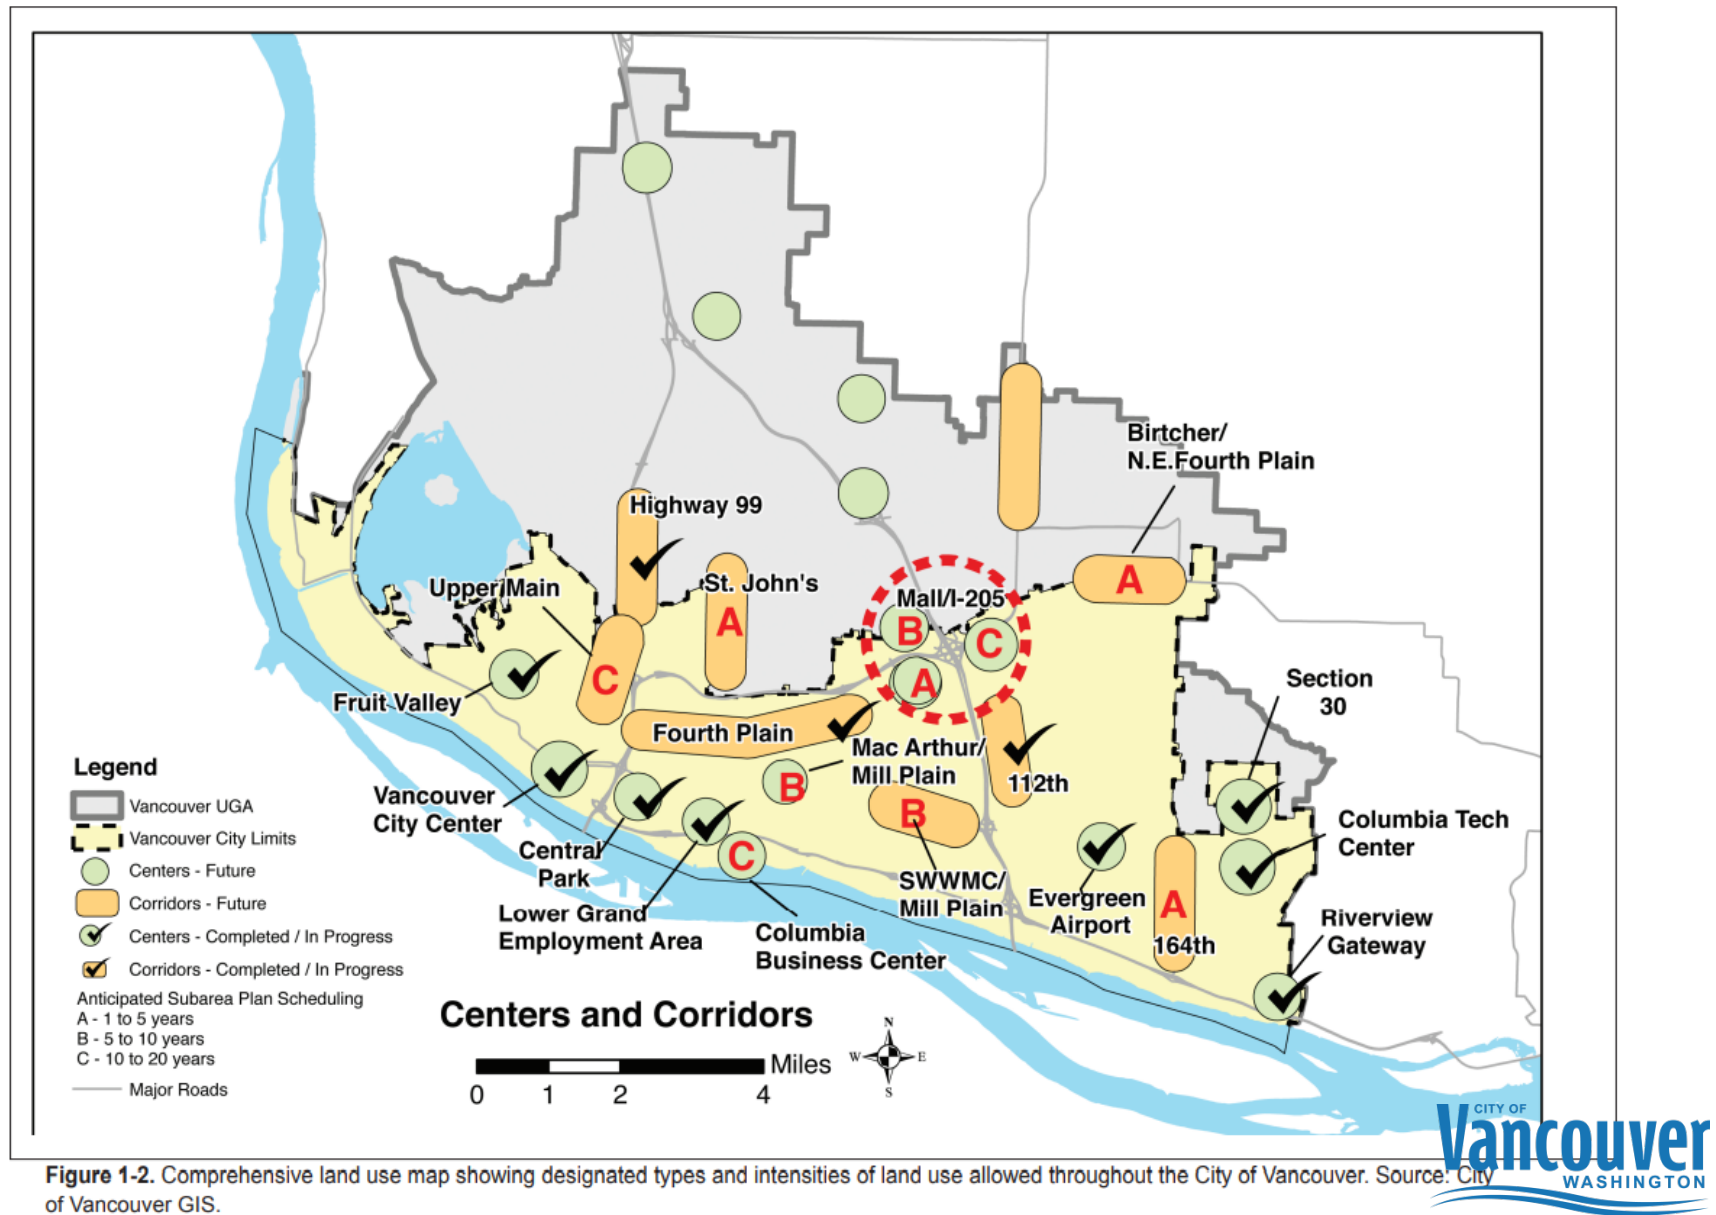 Birtcher/
N.E.Fourth Plain
Highway 99
St. John's
A
Upper Main
Mall/I-205
B
C
A
A
C
Section
30
Fruit Valley
Fourth Plain
Mac Arthur/
Mill Plain
112th
B
B
Vancouver
City Center
Columbia Tech
Center
Central
Park
C
SWWMC/
Mill Plain
Evergreen
Airport
A
164th
Lower Grand
Employment Area
Columbia
Business Center
Riverview
Gateway
Legend
Vancouver UGA
Vancouver City Limits
Centers - Future
Corridors - Future
Centers - Completed / In Progress
Corridors - Completed / In Progress
Anticipated Subarea Plan Scheduling
A - 1 to 5 years
B - 5 to 10 years
C - 10 to 20 years
Major Roads
Centers and Corridors
0 1 2 4 Miles
N
W E
S
CITY OF
Vancouver
WASHINGTON
Figure 1-2. Comprehensive land use map showing designated types and intensities of land use allowed throughout the City of Vancouver. Source: City
of Vancouver GIS.